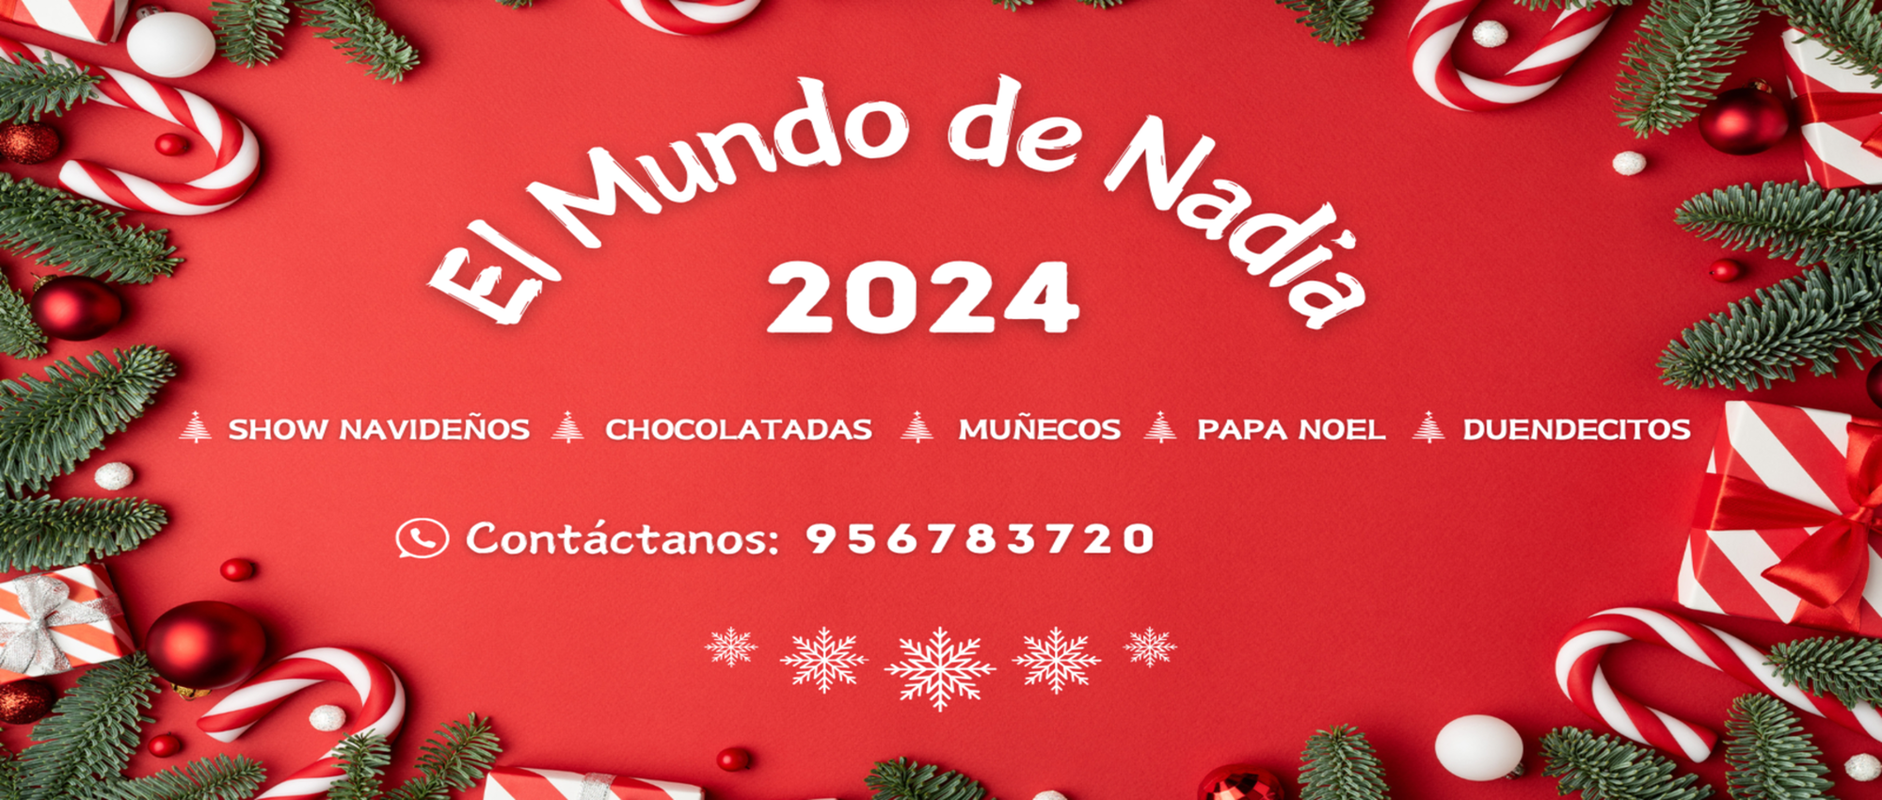 El Mundo de Nadia
2024
SHOW NAVIDEÑOS CHOCOLATADAS MUÑECOS PAPA NOEL DUENDECITOS
Contáctanos: 956783720